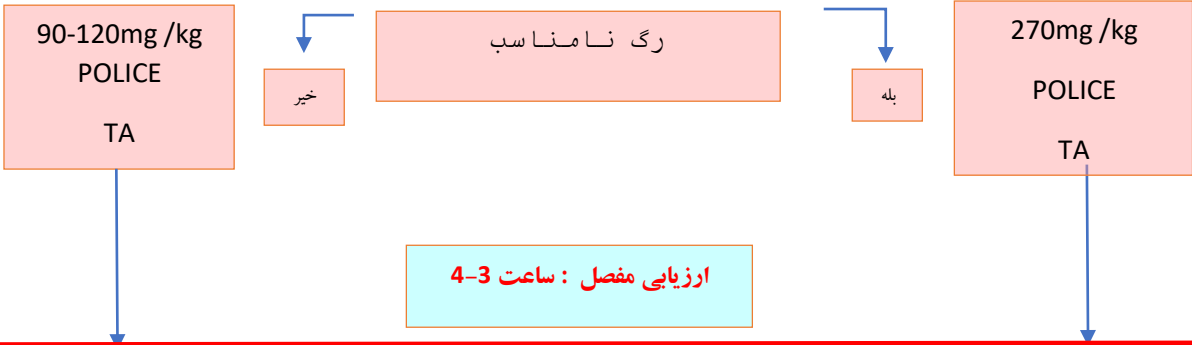 رگ نامناسب
270mg /kg
POLICE
TA
بله
خیر
90-120mg /kg
POLICE
TA
ارزیابی مفصل : ساعت 3-4